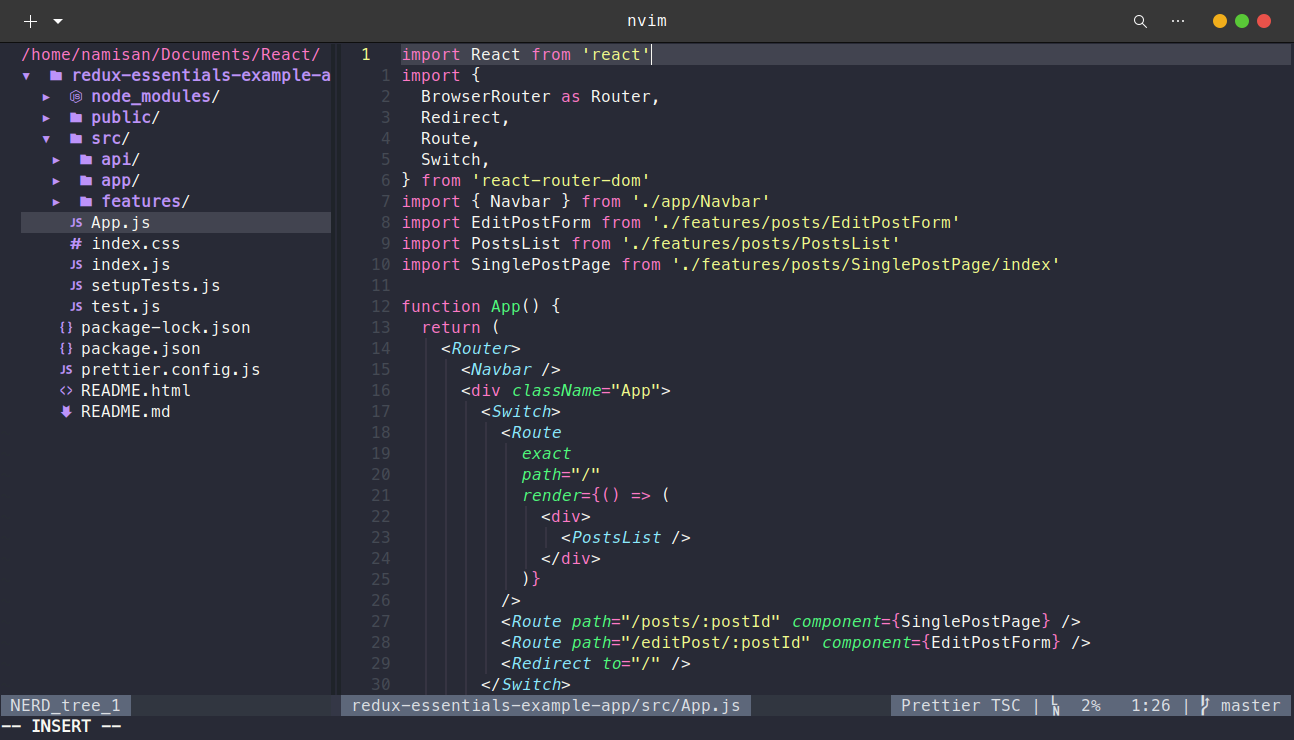 nvim
/home/namisan/Documents/React/
redux-essentials-example-a
node_modules/
public/
src/
api/
app/
features/
JS App.js
# index.css
JS index.js
JS setupTests.js
JS test.js
{} package-lock.json
{} package.json
JS prettier.config.js
<> README.html
README.md
NERD_tree_1
1 import React from 'react'
1 import {
2   BrowserRouter as Router,
3   Redirect,
4   Route,
5   Switch,
6 } from 'react-router-dom'
7 import { Navbar } from './app/Navbar'
8 import EditPostForm from './features/posts/EditPostForm'
9 import PostsList from './features/posts/PostsList'
10 import SinglePostPage from './features/posts/SinglePostPage/index'
11
12 function App() {
13   return (
14     <Router>
15       <Navbar />
16       <div className="App">
17         <Switch>
18           <Route
19             exact
20             path="/"
21             render={() => (
22               <div>
23                 <PostsList />
24               </div>
25             )}
26           />
27           <Route path="/posts/:postId" component={SinglePostPage} />
28           <Route path="/editPost/:postId" component={EditPostForm} />
29           <Redirect to="/" />
30         </Switch>
redux-essentials-example-app/src/App.js
Prettier TSC | LN 2% 1:26 | master
-- INSERT --